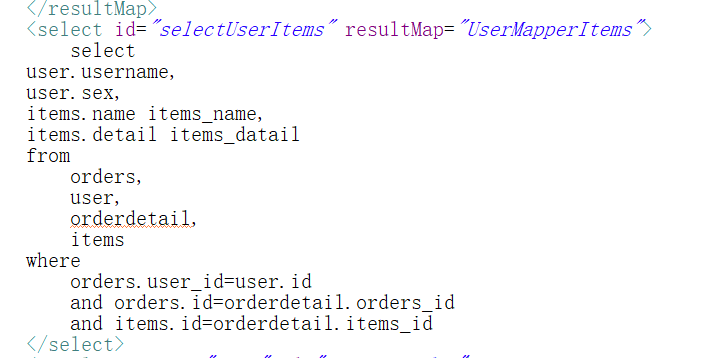 </resultMap>
<select id="selectUserItems" resultMap="UserMapperItems">
select
user.username,
user.sex,
items.name items_name,
items.detail items_datail
from
orders,
user,
orderdetail,
items
where
orders.user_id=user.id
and orders.id=orderdetail.orders_id
and items.id=orderdetail.items_id
</select>